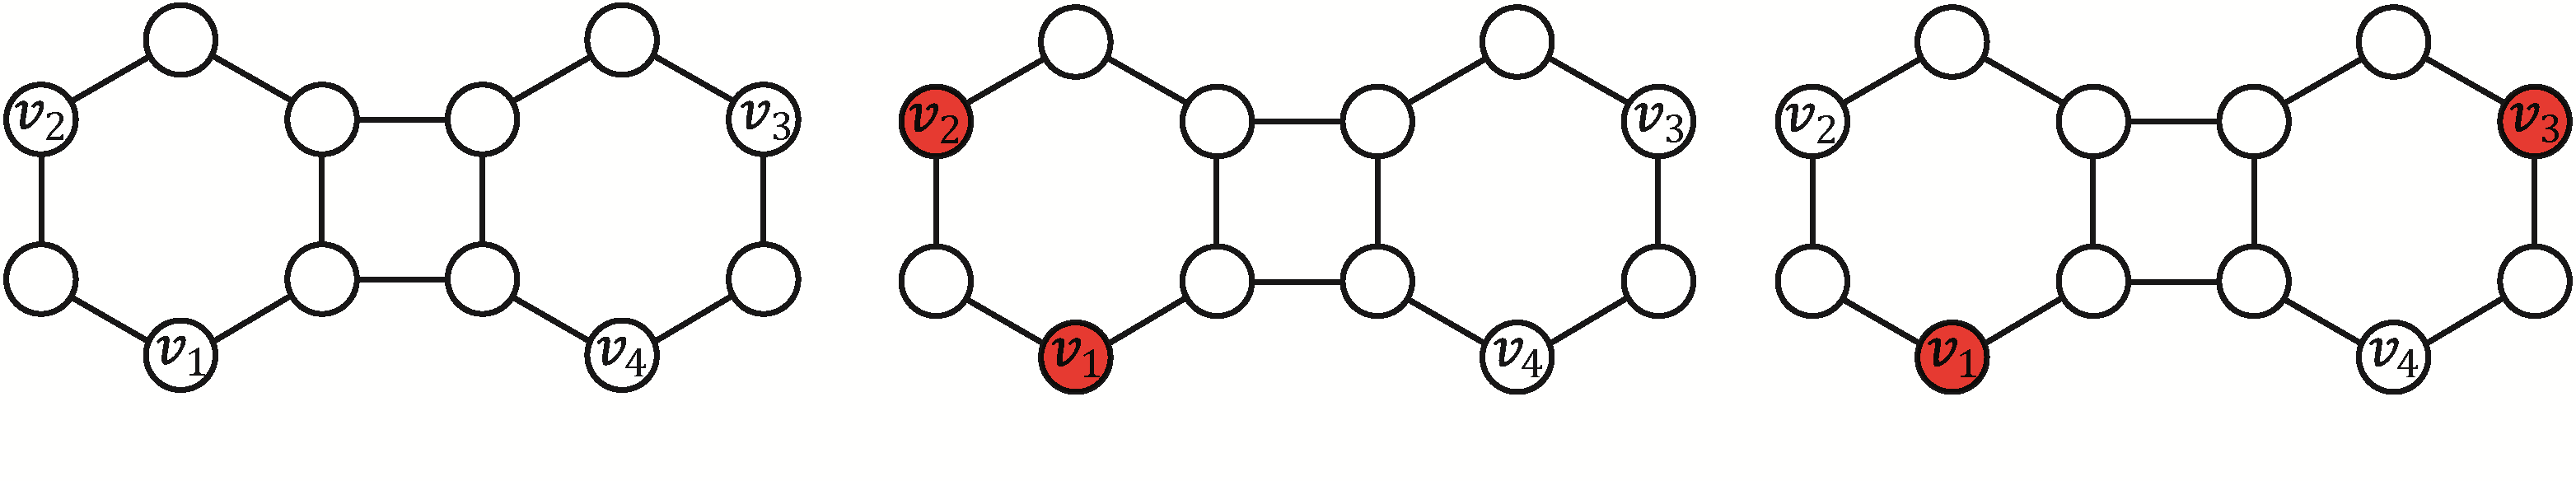 v₂ v₃ v₂ v₃ v₂ v₃
v₁ v₄ v₁ v₄ v₁ v₄